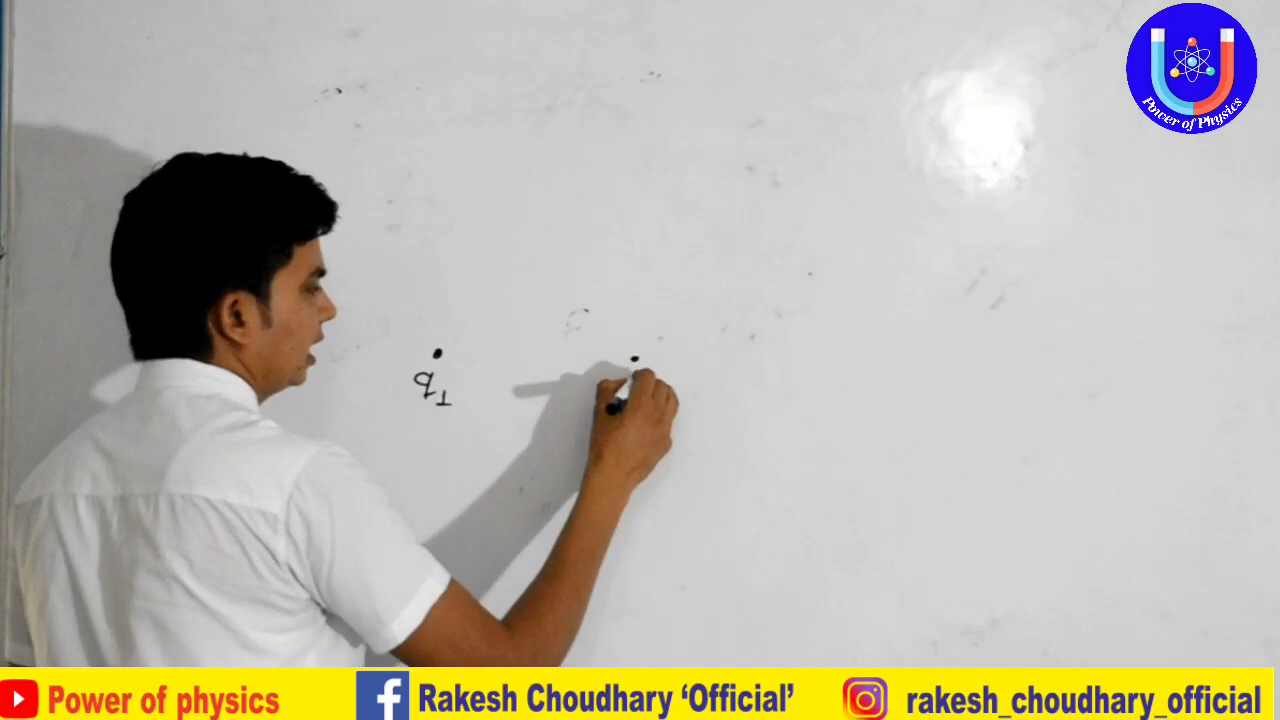 Power of Physics
q₁
Power of physics
Rakesh Choudhary ‘Official’
rakesh_choudhary_official